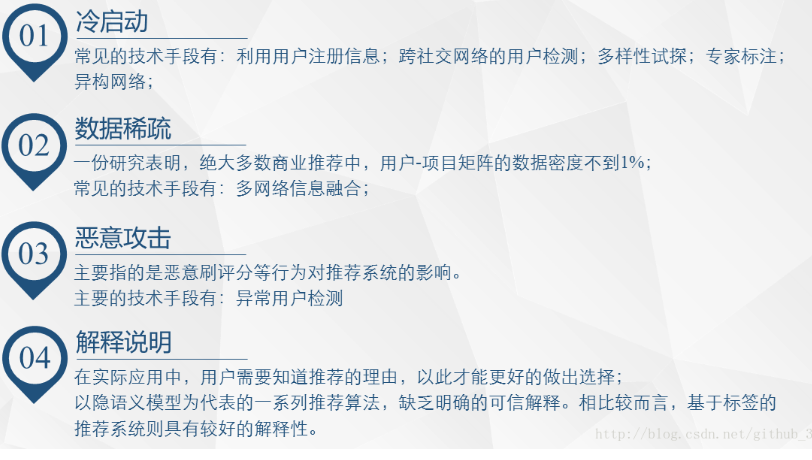 01 冷启动
常见的技术手段有：利用用户注册信息；跨社交网络的用户检测；多样性试探；专家标注；
异构网络；
02 数据稀疏
一份研究表明，绝大多数商业推荐中，用户-项目矩阵的数据密度不到1%；
常见的技术手段有：多网络信息融合；
03 恶意攻击
主要指的是恶意刷评分等行为对推荐系统的影响。
主要的技术手段有：异常用户检测
04 解释说明
在实际应用中，用户需要知道推荐的理由，以此才能更好的做出选择；
以隐语义模型为代表的一系列推荐算法，缺乏明确的可信解释。相比较而言，基于标签的
推荐系统则具有较好的解释性。
http://blog.csdn.net/github_3